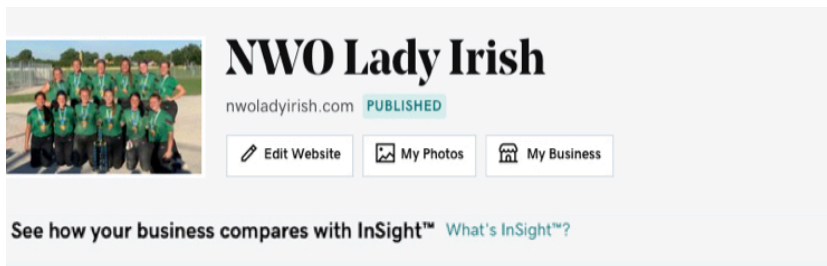 NWO Lady Irish
nwoladyirish.com PUBLISHED
Edit Website My Photos My Business
See how your business compares with InSight™ What's InSight™?